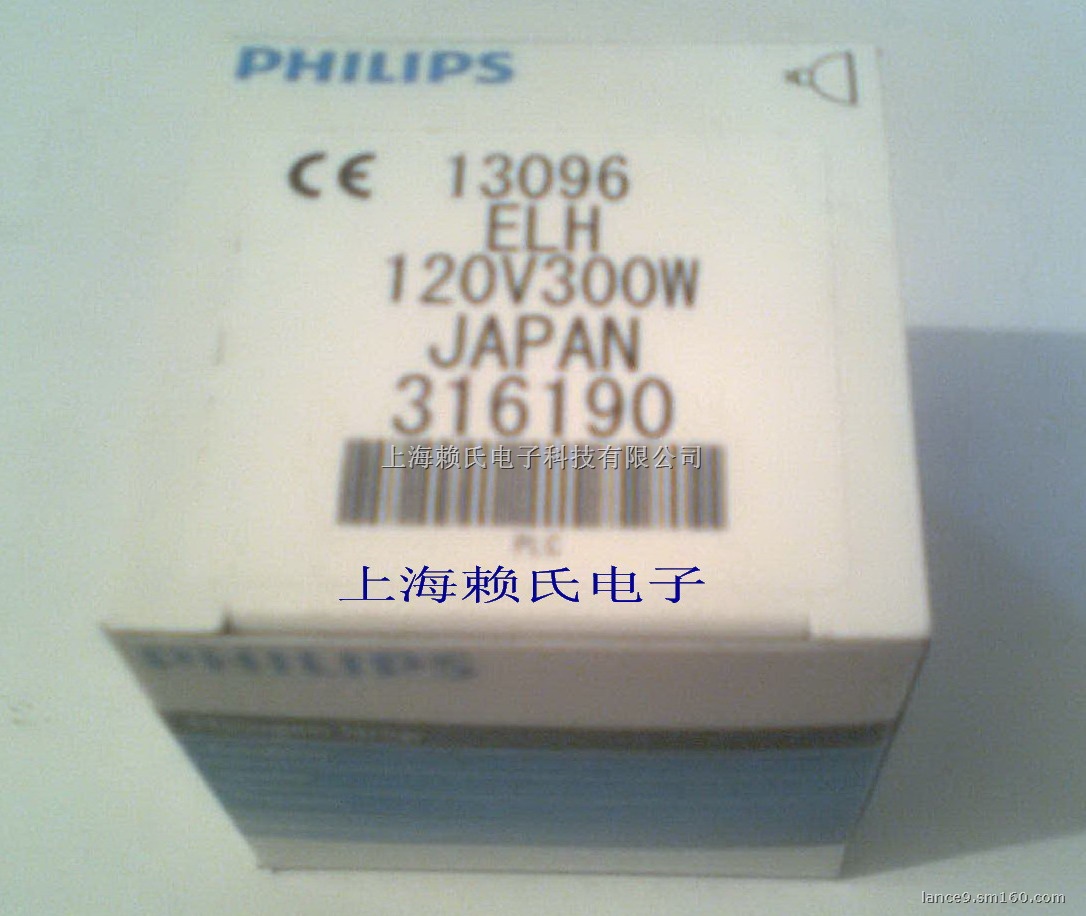 PHILIPS
CE 13096
ELH
120V300W
JAPAN
316190
上海赖氏电子科技有限公司
PLC
上海赖氏电子
PHILIPS
lance9.sm160.com